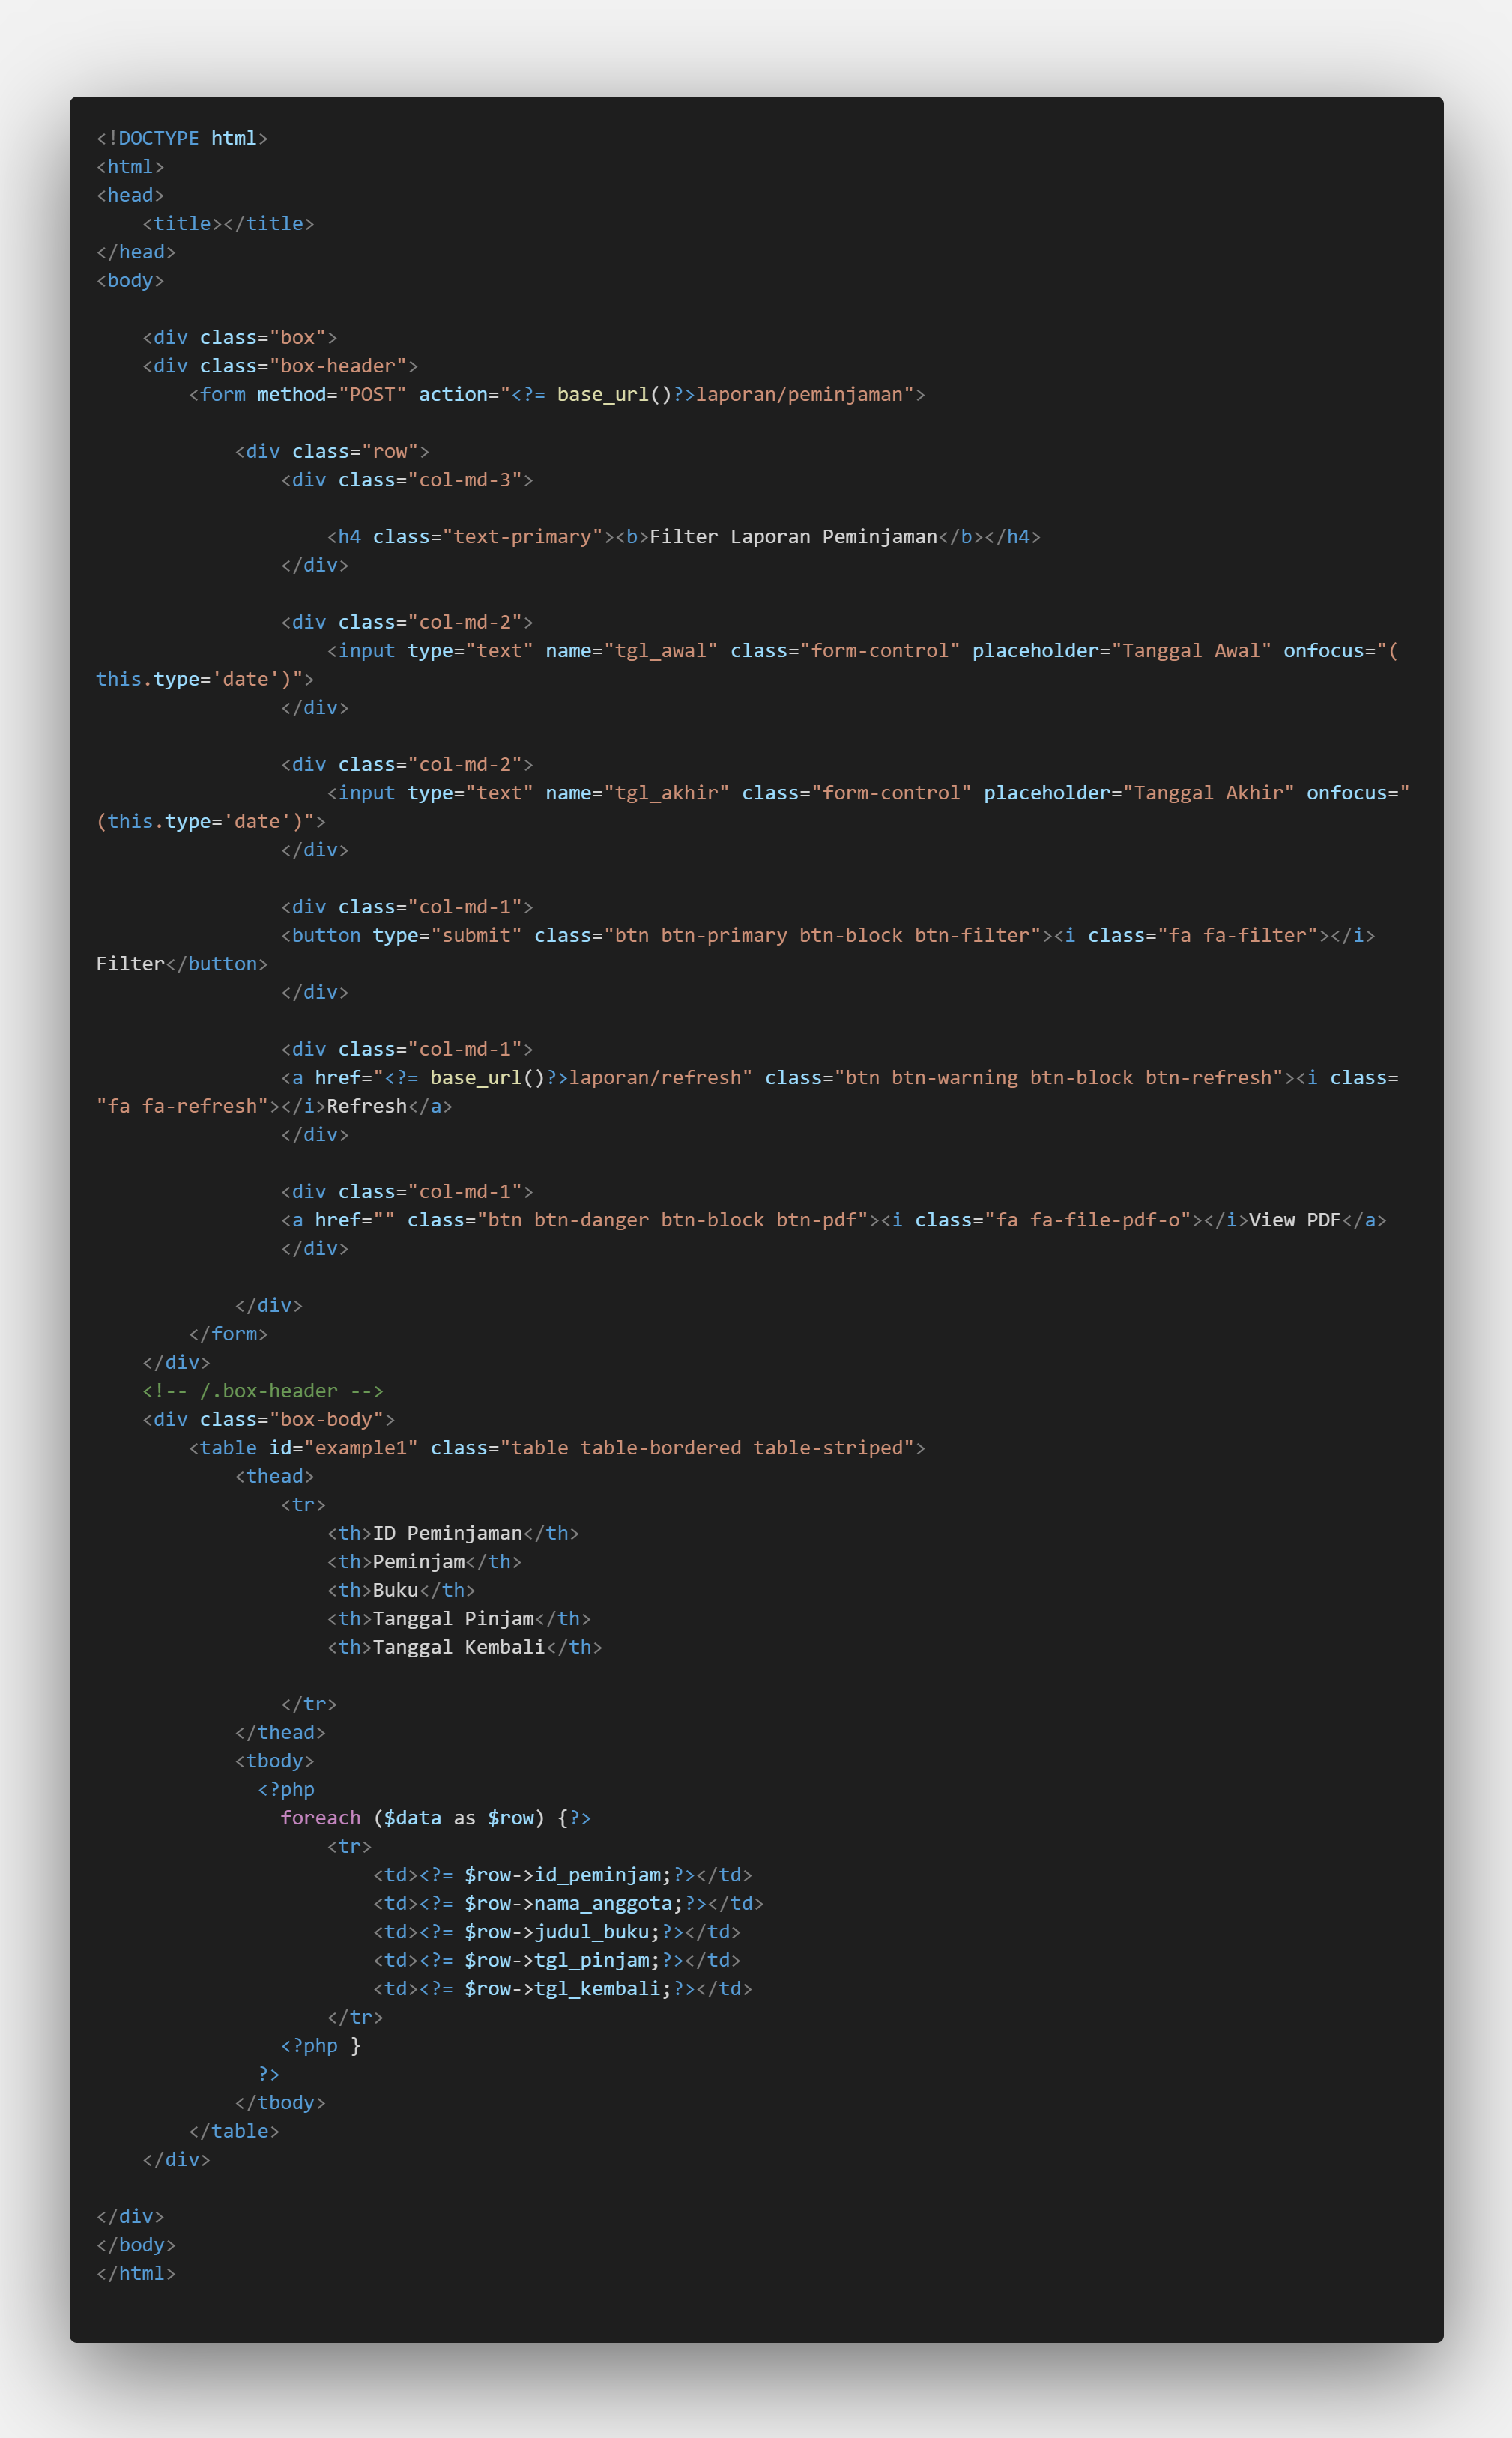 <!DOCTYPE html>
<html>
<head>
    <title></title>
</head>
<body>

    <div class="box">
    <div class="box-header">
        <form method="POST" action="<?= base_url()?>laporan/peminjaman">

            <div class="row">
                <div class="col-md-3">

                    <h4 class="text-primary"><b>Filter Laporan Peminjaman</b></h4>
                </div>

                <div class="col-md-2">
                    <input type="text" name="tgl_awal" class="form-control" placeholder="Tanggal Awal" onfocus="(
this.type='date')">
                </div>

                <div class="col-md-2">
                    <input type="text" name="tgl_akhir" class="form-control" placeholder="Tanggal Akhir" onfocus="
(this.type='date')">
                </div>

                <div class="col-md-1">
                <button type="submit" class="btn btn-primary btn-block btn-filter"><i class="fa fa-filter"></i>
Filter</button>
                </div>

                <div class="col-md-1">
                <a href="<?= base_url()?>laporan/refresh" class="btn btn-warning btn-block btn-refresh"><i class=
"fa fa-refresh"></i>Refresh</a>
                </div>

                <div class="col-md-1">
                <a href="" class="btn btn-danger btn-block btn-pdf"><i class="fa fa-file-pdf-o"></i>View PDF</a>
                </div>

            </div>
        </form>
    </div>
    <!-- /.box-header -->
    <div class="box-body">
        <table id="example1" class="table table-bordered table-striped">
            <thead>
                <tr>
                    <th>ID Peminjaman</th>
                    <th>Peminjam</th>
                    <th>Buku</th>
                    <th>Tanggal Pinjam</th>
                    <th>Tanggal Kembali</th>

                </tr>
            </thead>
            <tbody>
              <?php
                foreach ($data as $row) {?>
                    <tr>
                        <td><?= $row->id_peminjam;?></td>
                        <td><?= $row->nama_anggota;?></td>
                        <td><?= $row->judul_buku;?></td>
                        <td><?= $row->tgl_pinjam;?></td>
                        <td><?= $row->tgl_kembali;?></td>
                    </tr>
                <?php }
              ?>
            </tbody>
        </table>
    </div>

</div>
</body>
</html>